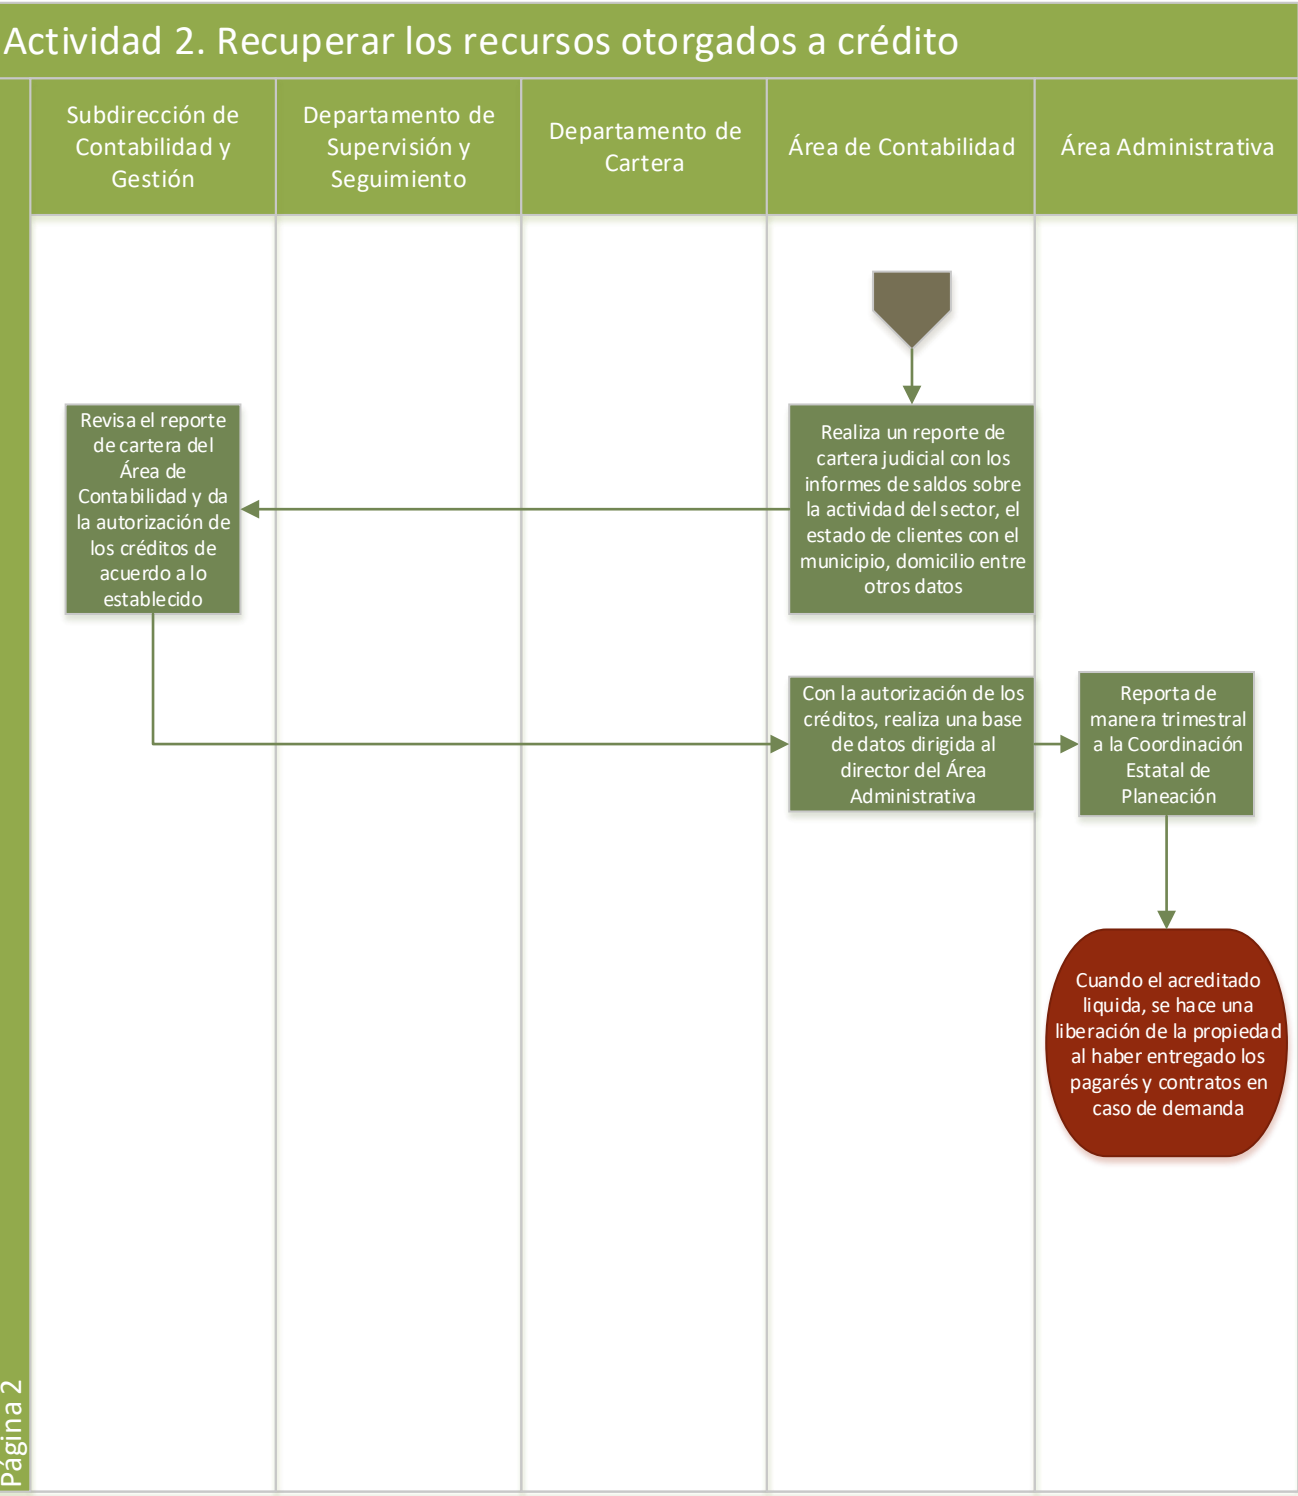 Actividad 2. Recuperar los recursos otorgados a crédito
Subdirección de
Contabilidad y
Gestión
Departamento de
Supervisión y
Seguimiento
Departamento de
Cartera
Área de Contabilidad
Área Administrativa
Realiza un reporte de
cartera judicial con los
informes de saldos sobre
la actividad del sector, el
estado de clientes con el
municipio, domicilio entre
otros datos
Revisa el reporte
de cartera del
Área de
Contabilidad y da
la autorización de
los créditos de
acuerdo a lo
establecido
Con la autorización de los
créditos, realiza una base
de datos dirigida al
director del Área
Administrativa
Reporta de
manera trimestral
a la Coordinación
Estatal de
Planeación
Cuando el acreditado
liquida, se hace una
liberación de la propiedad
al haber entregado los
pagarés y contratos en
caso de demanda
Página 2